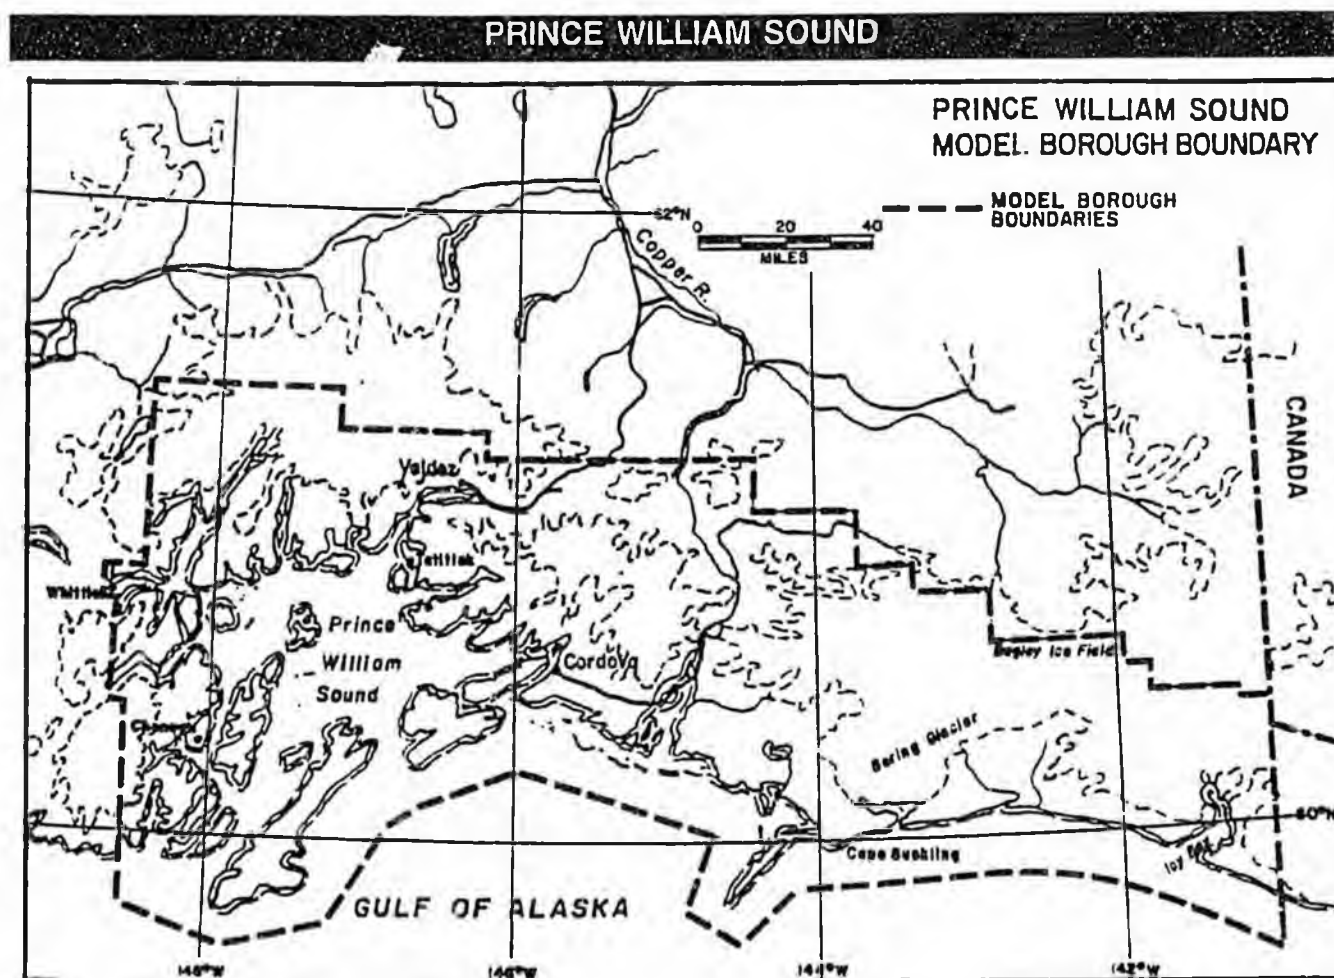 PRINCE WILLIAM SOUND
PRINCE WILLIAM SOUND
MODEL. BOROUGH BOUNDARY
MODEL BOROUGH
BOUNDARIES
62°N
0 20 40
MILES
Copper R.
CANADA
Valdez
Tatitlek
Whittier
Prince
William
Sound
Cordova
Bagley Ice Field
Chenega
Bering Glacier
60°N
Cape Suckling
Icy Bay
GULF OF ALASKA
148°W
146°W
144°W
142°W